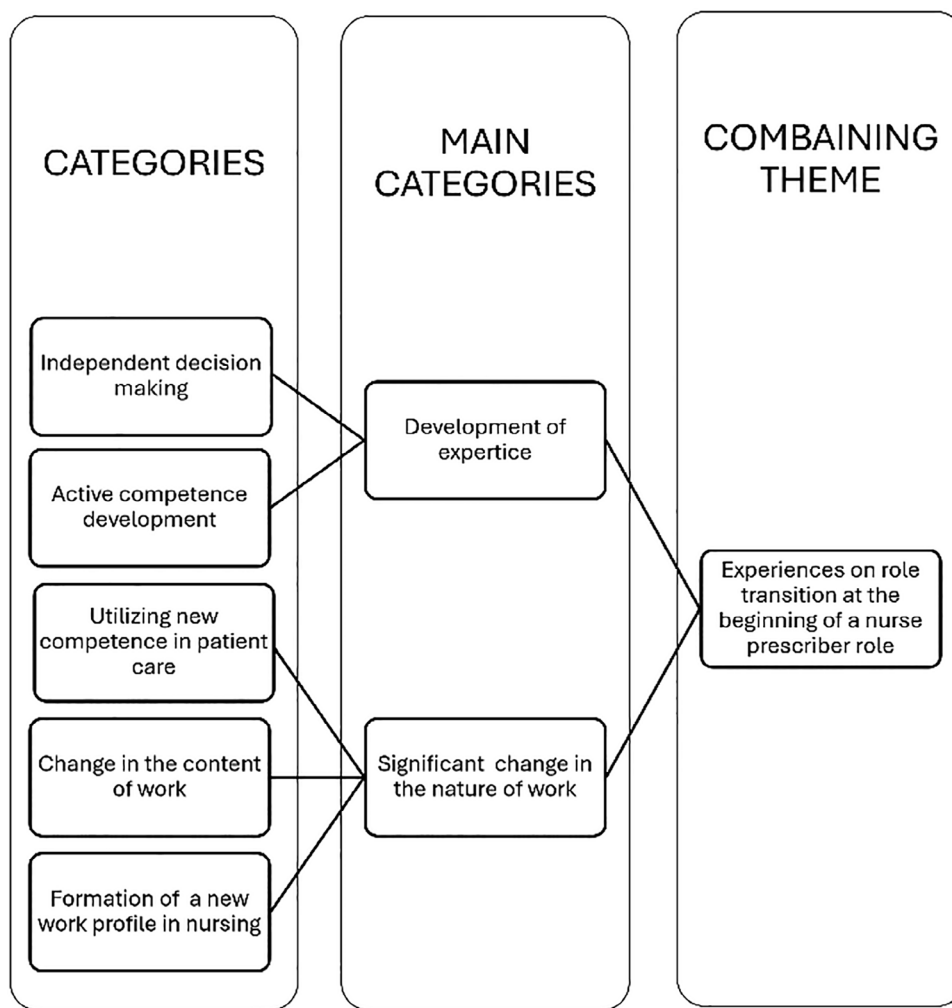 CATEGORIES
Independent decision
making
Active competence
development
Utilizing new
competence in patient
care
Change in the content
of work
Formation of a new
work profile in nursing
MAIN
CATEGORIES
Development of
expertice
Significant change in
the nature of work
COMBAINING
THEME
Experiences on role
transition at the
beginning of a nurse
prescriber role